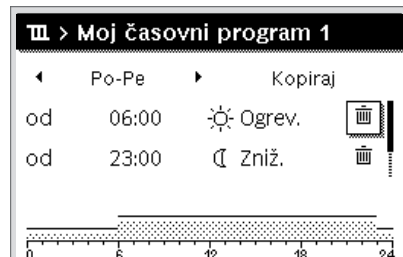 > Moj časovni program 1
Po-Pe Kopiraj
od 06:00 Ogrev.
od 23:00 Zniž.
0 6 12 18 24